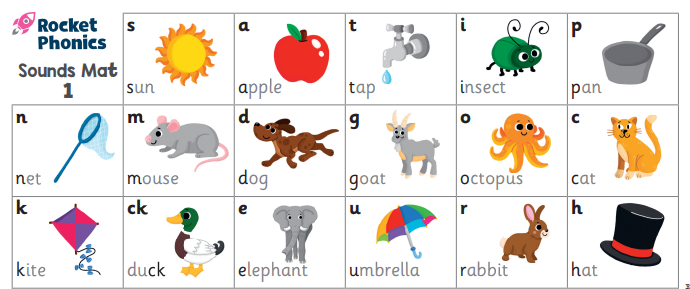 Rocket
Phonics
Sounds Mat
1
s
sun
a
apple
t
tap
i
insect
p
pan
n
net
m
mouse
d
dog
g
goat
o
octopus
c
cat
k
kite
ck
duck
e
elephant
u
umbrella
r
rabbit
h
hat